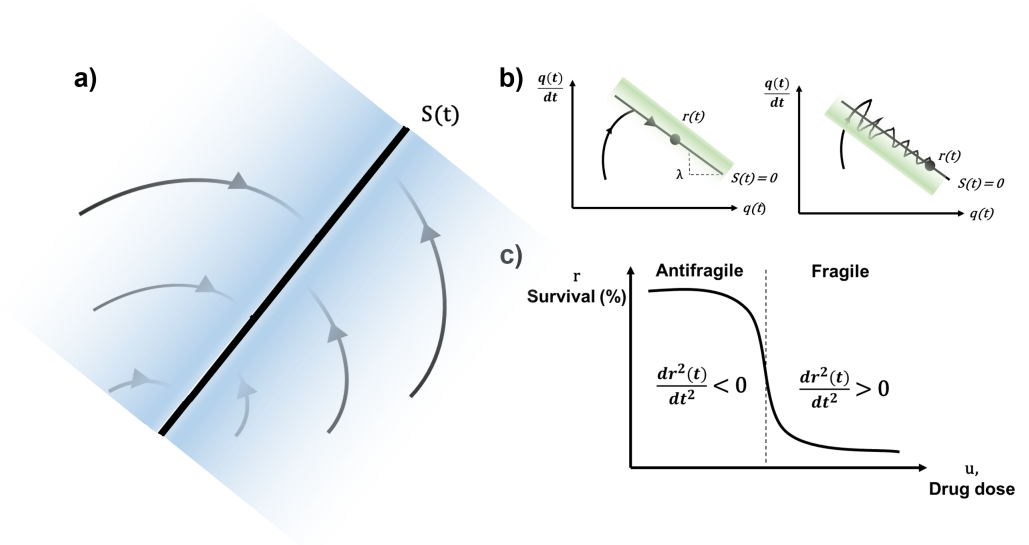 a)
S(t)
b)
q(t)
dt
r(t)
λ
S(t) = 0
q(t)
q(t)
dt
r(t)
S(t) = 0
q(t)
c)
r
Survival (%)
Antifragile
Fragile
dr²(t)
dt² < 0
dr²(t)
dt² > 0
u,
Drug dose